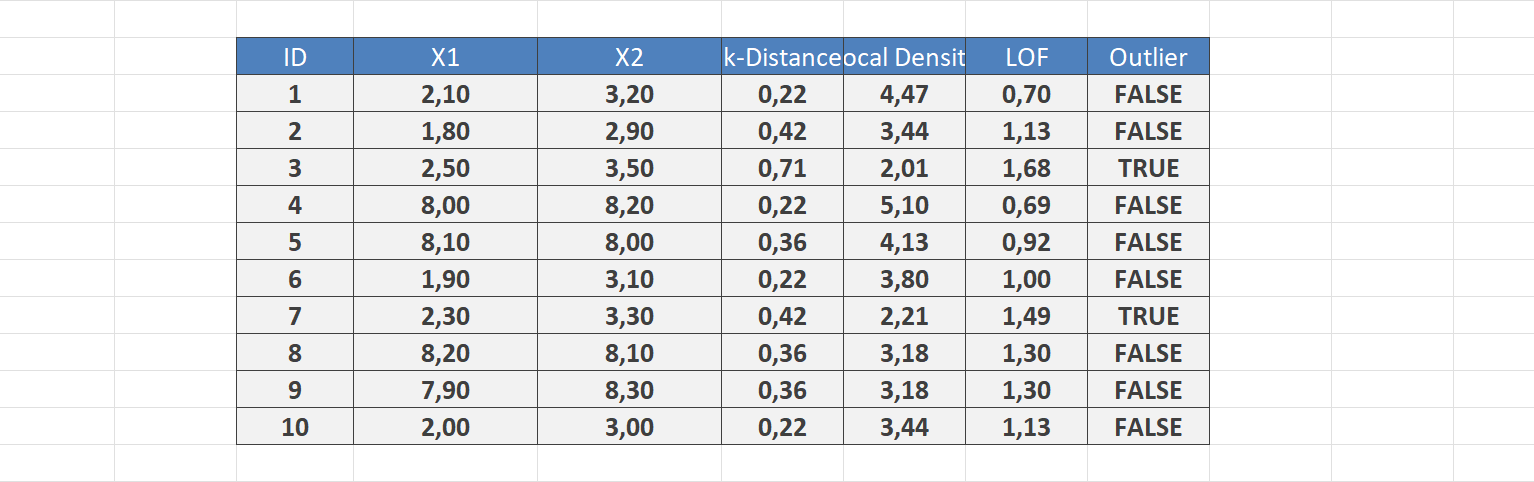 ID X1 X2 k-Distance ocal Densit LOF Outlier
1 2,10 3,20 0,22 4,47 0,70 FALSE
2 1,80 2,90 0,42 3,44 1,13 FALSE
3 2,50 3,50 0,71 2,01 1,68 TRUE
4 8,00 8,20 0,22 5,10 0,69 FALSE
5 8,10 8,00 0,36 4,13 0,92 FALSE
6 1,90 3,10 0,22 3,80 1,00 FALSE
7 2,30 3,30 0,42 2,21 1,49 TRUE
8 8,20 8,10 0,36 3,18 1,30 FALSE
9 7,90 8,30 0,36 3,18 1,30 FALSE
10 2,00 3,00 0,22 3,44 1,13 FALSE